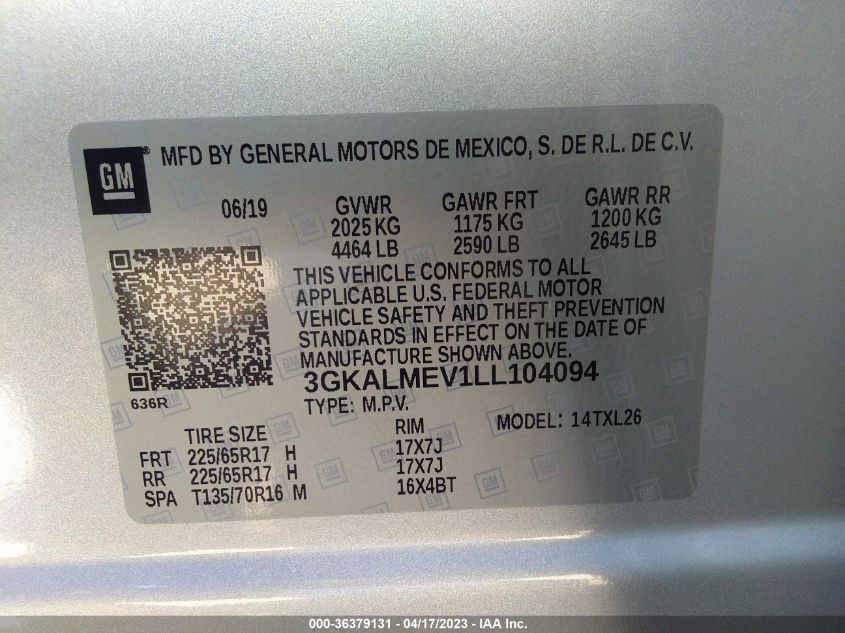 GM ® MFD BY GENERAL MOTORS DE MEXICO, S. DE R.L. DE C.V.
06/19 GVWR GAWR FRT GAWR RR
2025 KG 1175 KG 1200 KG
4464 LB 2590 LB 2645 LB
THIS VEHICLE CONFORMS TO ALL
APPLICABLE U.S. FEDERAL MOTOR
VEHICLE SAFETY AND THEFT PREVENTION
STANDARDS IN EFFECT ON THE DATE OF
MANUFACTURE SHOWN ABOVE.
636R
3GKALMEV1LL104094
TYPE: M.P.V. MODEL: 14TXL26
TIRE SIZE RIM
FRT 225/65R17 H 17X7J
RR 225/65R17 H 17X7J
SPA T135/70R16 M 16X4BT
000-36379131 - 04/17/2023 - IAA Inc.